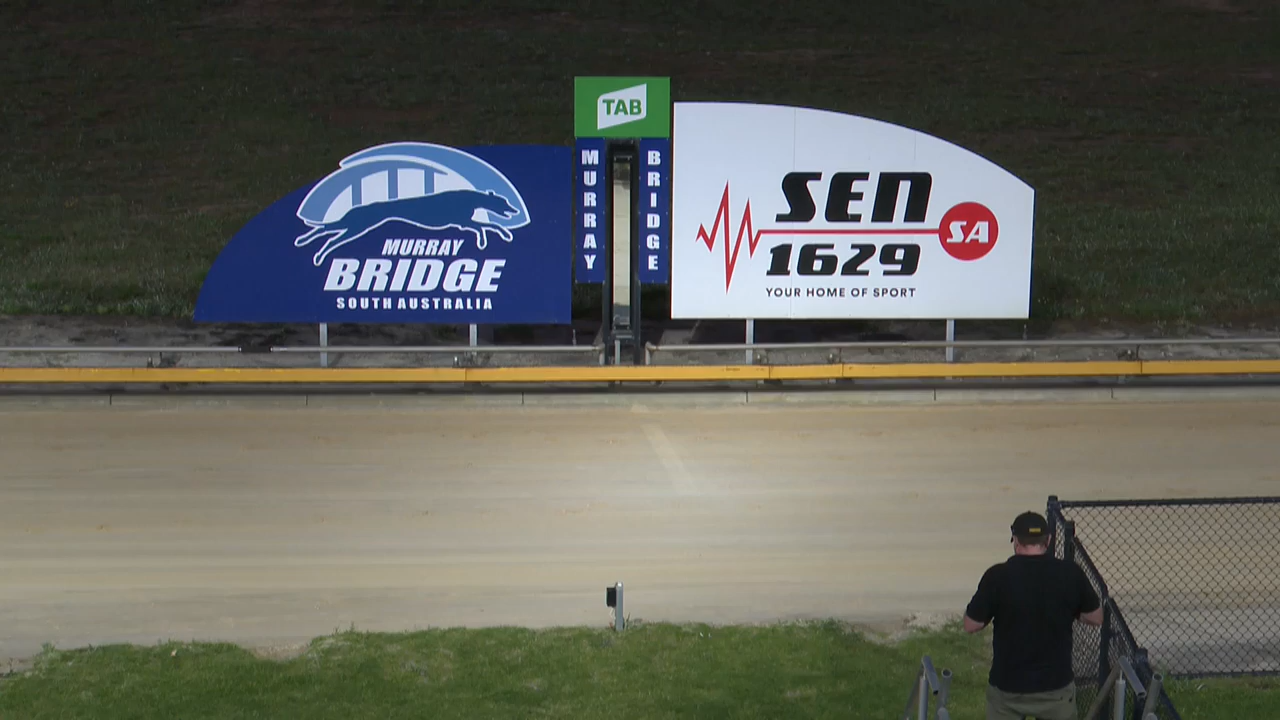 TAB
MURRAY
BRIDGE
MURRAY
BRIDGE
SOUTH AUSTRALIA
SEN
SA
1629
YOUR HOME OF SPORT